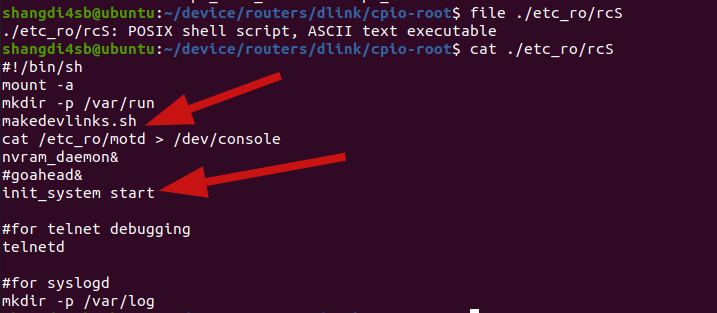 shangdi4sb@ubuntu:~/device/routers/dlink/cpio-root$ file ./etc_ro/rcS
./etc_ro/rcS: POSIX shell script, ASCII text executable
shangdi4sb@ubuntu:~/device/routers/dlink/cpio-root$ cat ./etc_ro/rcS
#!/bin/sh
mount -a
mkdir -p /var/run
makedevlinks.sh
cat /etc_ro/motd > /dev/console
nvram_daemon&
#goahead&
init_system start
#for telnet debugging
telnetd
#for syslogd
mkdir -p /var/log